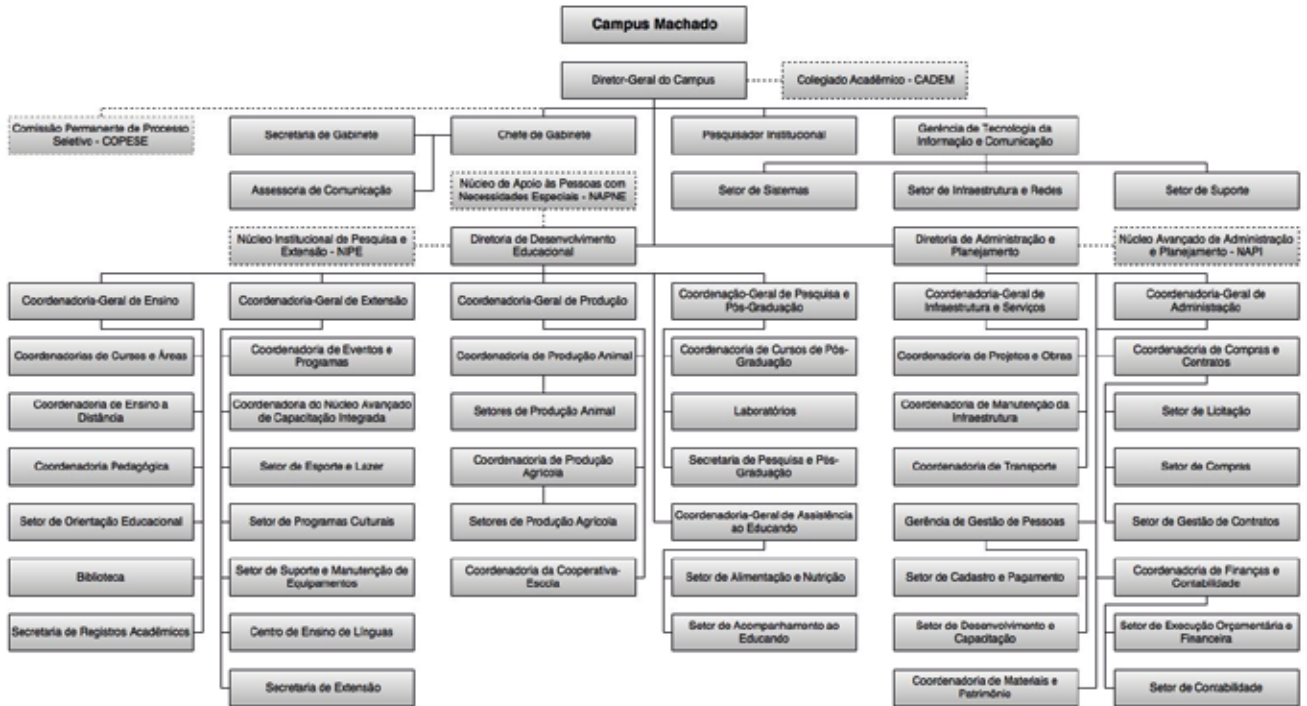 Campus Machado
Diretor-Geral do Campus
Colegiado Acadêmico - CADEM
Comissão Permanente de Processo
Seletivo - COPESE
Secretaria de Gabinete
Chefe de Gabinete
Pesquisador Institucional
Gerência de Tecnologia da
Informação e Comunicação
Assessoria de Comunicação
Núcleo de Apoio às Pessoas com
Necessidades Especiais - NAPNE
Setor de Sistemas
Setor de Infraestrutura e Redes
Setor de Suporte
Núcleo Institucional de Pesquisa e
Extensão - NIPE
Diretoria de Desenvolvimento
Educacional
Diretoria de Administração e
Planejamento
Núcleo Avançado de Administração
e Planejamento - NAPI
Coordenadoria-Geral de Ensino
Coordenadoria-Geral de Extensão
Coordenadoria-Geral de Produção
Coordenação-Geral de Pesquisa e
Pós-Graduação
Coordenadoria-Geral de
Infraestrutura e Serviços
Coordenadoria-Geral de
Administração
Coordenadorias de Cursos e Áreas
Coordenadoria de Eventos e
Programas
Coordenadoria de Produção Animal
Coordenadoria de Cursos de Pós-
Graduação
Coordenadoria de Projetos e Obras
Coordenadoria de Compras e
Contratos
Coordenadoria de Ensino a
Distância
Coordenadora do Núcleo Avançado
de Capacitação Integrada
Setores de Produção Animal
Laboratórios
Coordenadoria de Manutenção da
Infraestrutura
Setor de Licitação
Coordenadoria Pedagógica
Setor de Esporte e Lazer
Coordenadoria de Produção
Agrícola
Secretaria de Pesquisa e Pós-
Graduação
Coordenadoria de Transporte
Setor de Compras
Setor de Orientação Educacional
Setor de Programas Culturais
Setores de Produção Agrícola
Coordenadoria-Geral de Assistência
ao Educando
Gerência de Gestão de Pessoas
Setor de Gestão de Contratos
Biblioteca
Setor de Suporte e Manutenção de
Equipamentos
Coordenadoria da Cooperativa-
Escola
Setor de Alimentação e Nutrição
Setor de Cadastro e Pagamento
Coordenadoria de Finanças e
Contabilidade
Secretaria de Registros Acadêmicos
Centro de Ensino de Línguas
Setor de Acompanhamento ao
Educando
Setor de Desenvolvimento e
Capacitação
Setor de Execução Orçamentária e
Financeira
Secretaria de Extensão
Coordenadoria de Materiais e
Patrimônio
Setor de Contabilidade